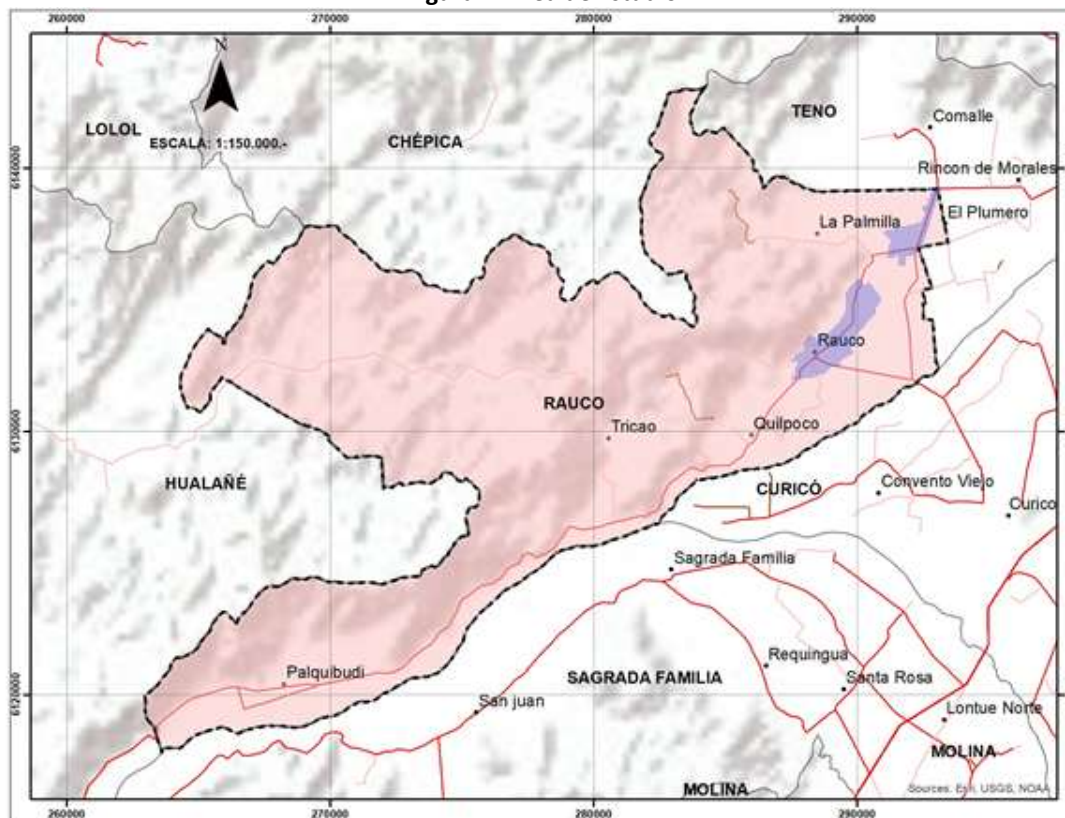 260000
270000
280000
290000
N
LOLOL
ESCALA: 1:150.000.-
CHÉPICA
TENO
Comalle
6140000
Rincon de Morales
La Palmilla
El Plumero
Rauco
RAUCO
Tricao
Quilpoco
6130000
6130000
HUALAÑÉ
CURICÓ
Convento Viejo
Curico
Sagrada Familia
Palquibudi
SAGRADA FAMILIA
Requingua
Santa Rosa
6120000
6120000
San juan
Lontue Norte
MOLINA
MOLINA
Sources: Esri, USGS, NOAA
260000
270000
280000
290000